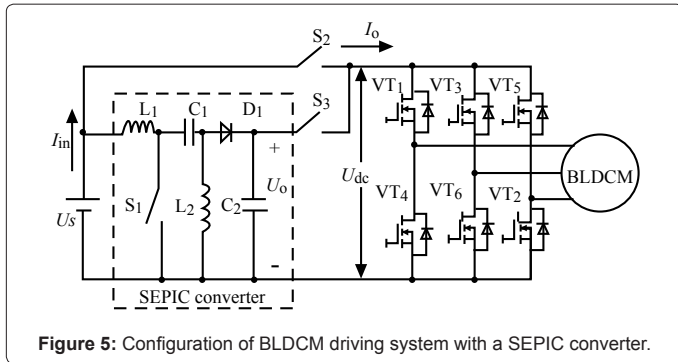 S2
Io
VT1
VT3
VT5
L1
C1
D1
S3
Iin
+
Udc
Uo
BLDCM
S1
L2
C2
VT4
VT6
VT2
Us
-
SEPIC converter
Figure 5: Configuration of BLDCM driving system with a SEPIC converter.